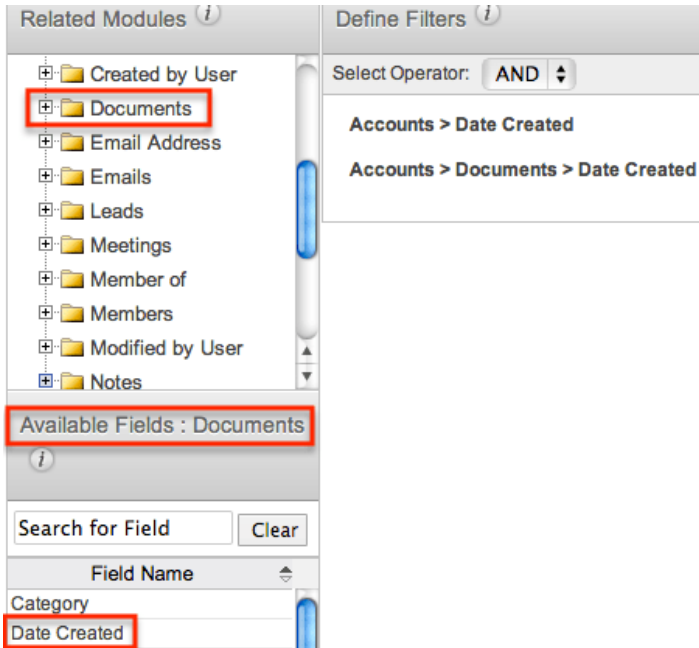 Related Modules i
Created by User
Documents
Email Address
Emails
Leads
Meetings
Member of
Members
Modified by User
Notes
Available Fields : Documents
i
Search for Field
Clear
Field Name
Category
Date Created
Define Filters i
Select Operator: AND
Accounts > Date Created
Accounts > Documents > Date Created